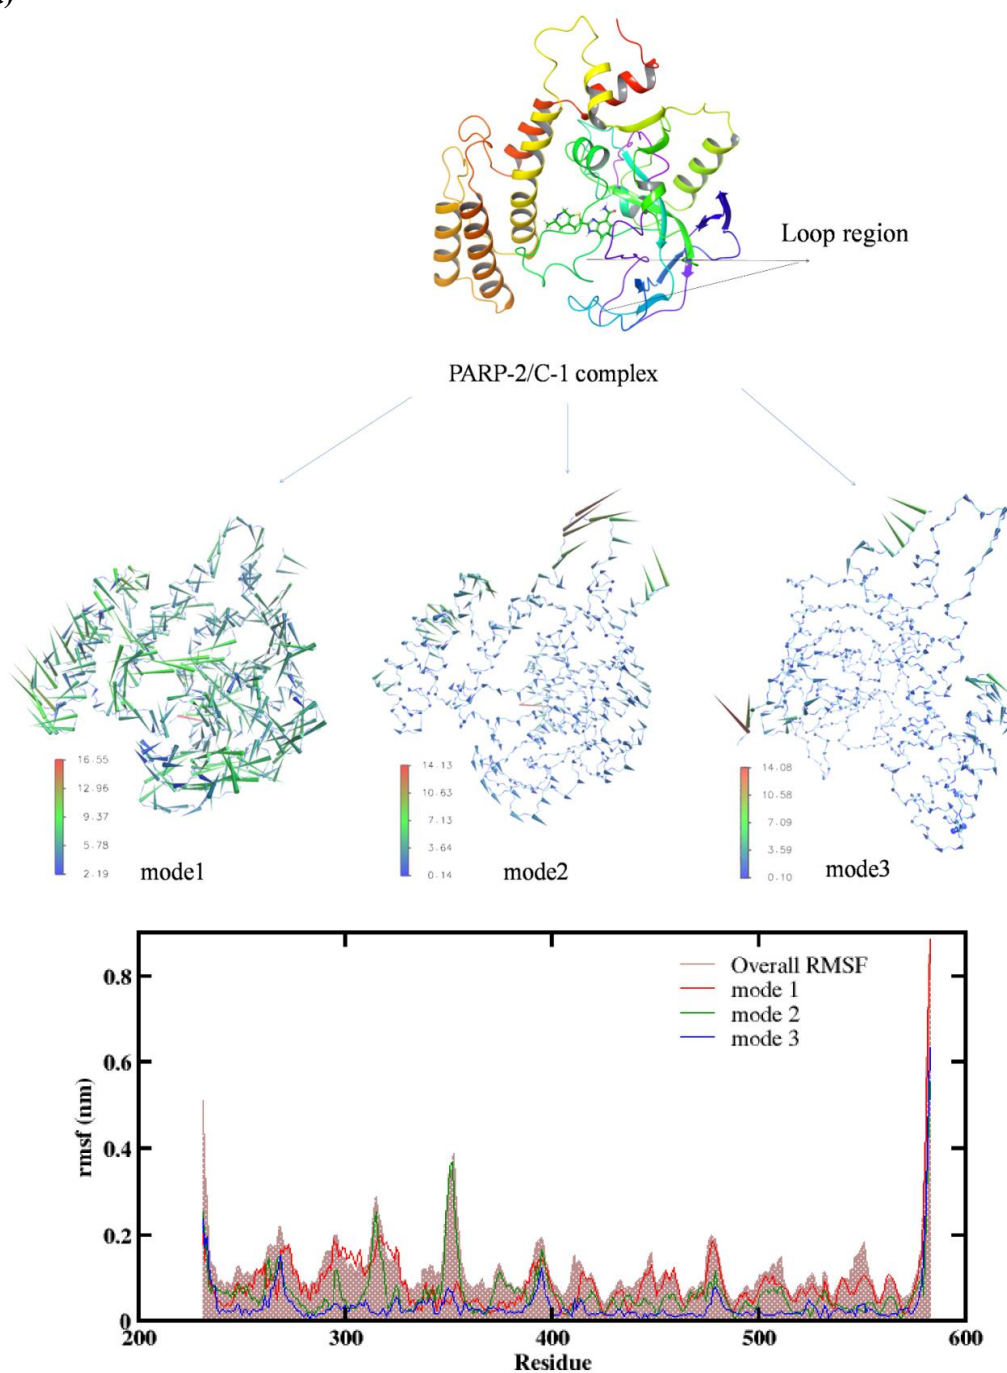 Loop region
PARP-2/C-1 complex
16.55
12.96
9.37
5.78
2.19
mode1
14.13
10.63
7.13
3.64
0.14
mode2
14.08
10.58
7.09
3.59
0.10
mode3
Overall RMSF
mode 1
mode 2
mode 3
rmsf (nm)
0.8
0.6
0.4
0.2
0
200 300 400 500 600
Residue